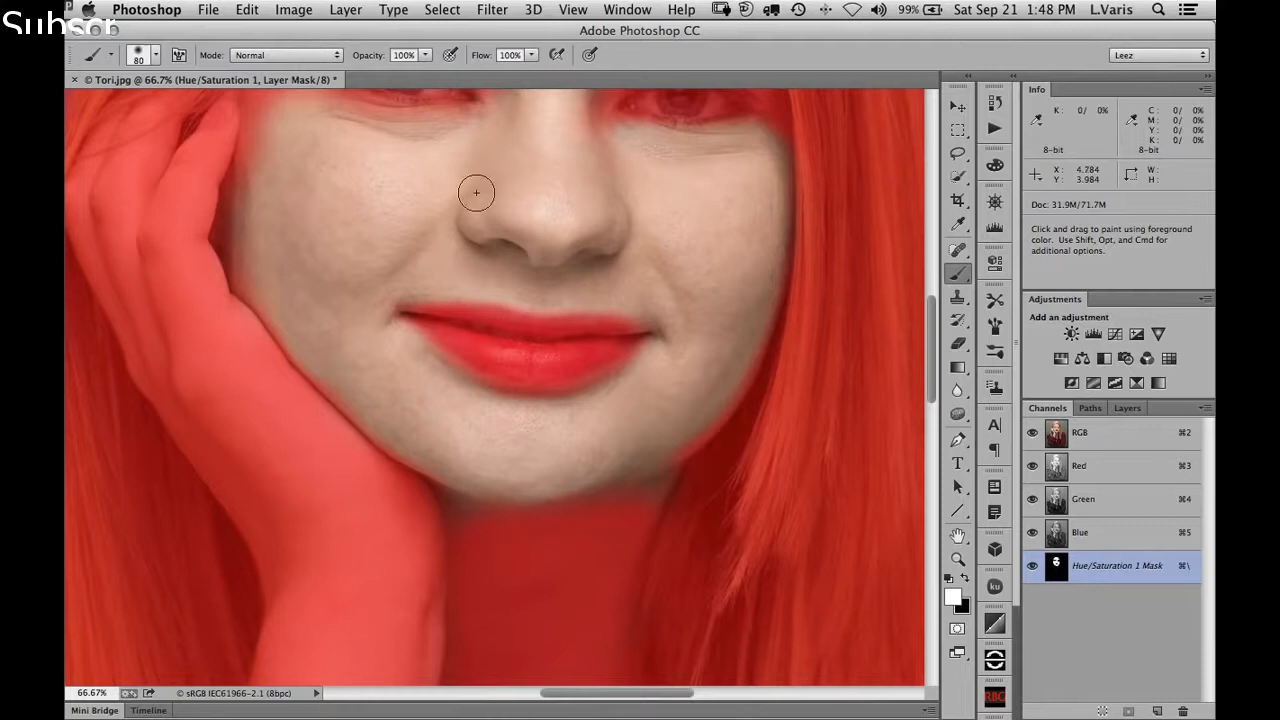 Subscr
Photoshop File Edit Image Layer Type Select Filter 3D View Window Help 99% Sat Sep 21 1:48 PM L.Varis
Adobe Photoshop CC
80 Mode: Normal Opacity: 100% Flow: 100% Leez
© Tori.jpg @ 66.7% (Hue/Saturation 1, Layer Mask/8) *
Info
K: 0/ 0% C: 0/ 0%
M: 0/ 0%
Y: 0/ 0%
K: 0/ 0%
8-bit 8-bit
X: 4.784 W:
Y: 3.984 H:
Doc: 31.9M/71.7M
Click and drag to paint using foreground
color. Use Shift, Opt, and Cmd for
additional options.
Adjustments
Add an adjustment
Channels Paths Layers
RGB ⌘2
Red ⌘3
Green ⌘4
Blue ⌘5
Hue/Saturation 1 Mask ⌘\
A
T
ku
RBG
66.67% © sRGB IEC61966-2.1 (8bpc)
Mini Bridge Timeline